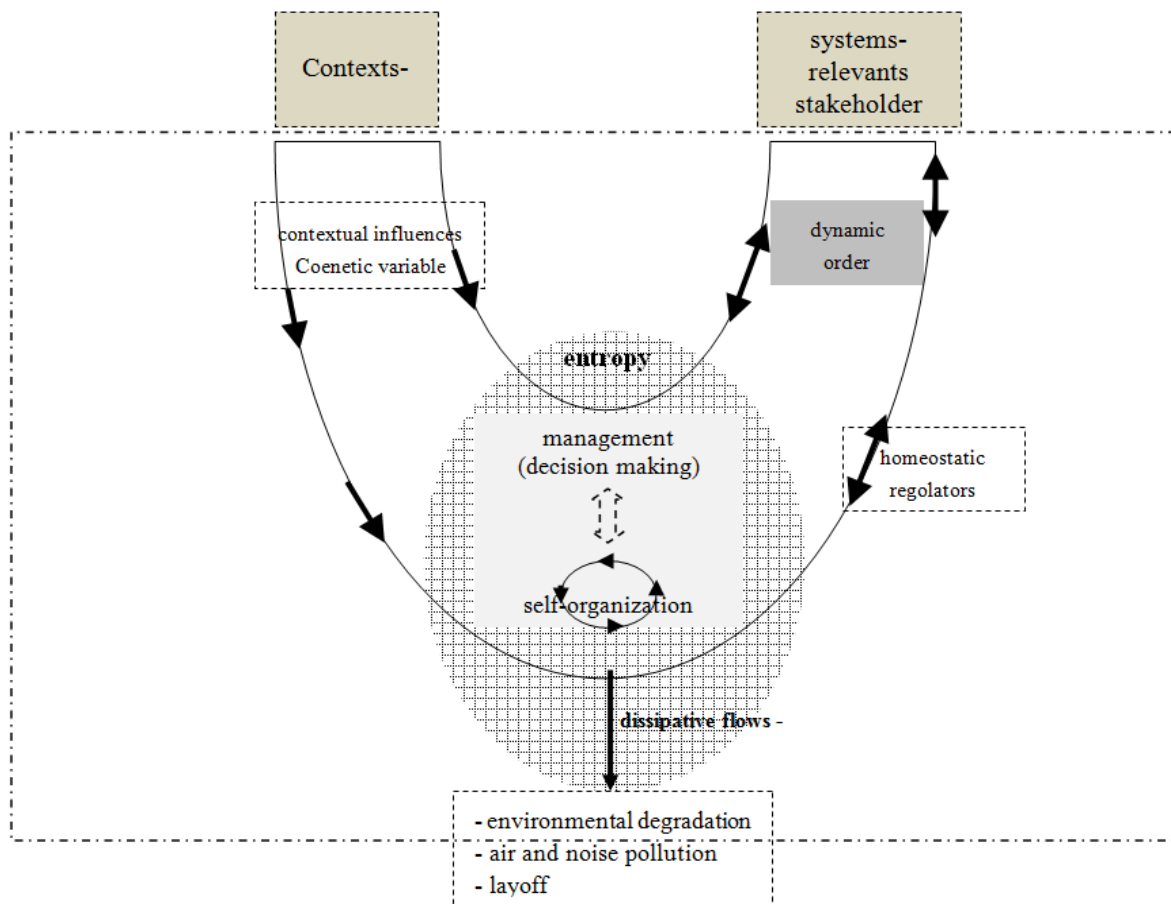 Contexts-
systems-
relevants
stakeholder
contextual influences
Coenetic variable
dynamic
order
entropy
management
(decision making)
homeostatic
regolators
self-organization
dissipative flows -
- environmental degradation
- air and noise pollution
- layoff